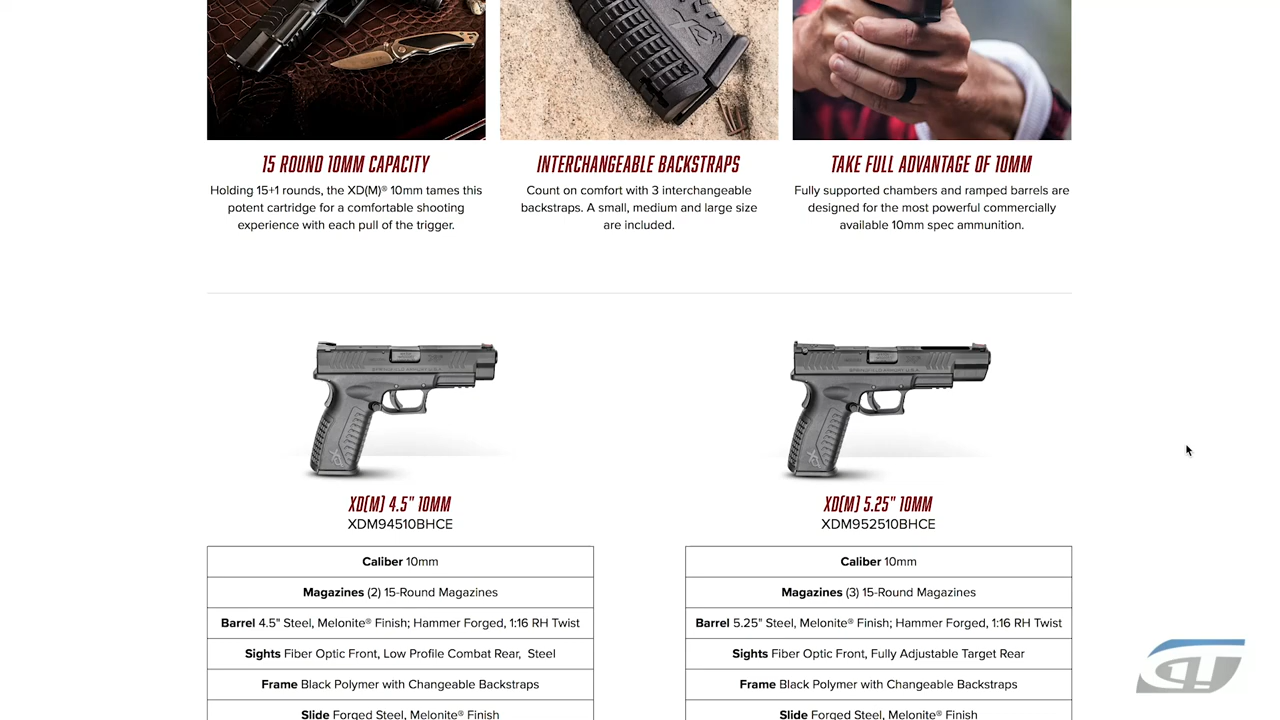 15 ROUND 10MM CAPACITY
Holding 15+1 rounds, the XD(M)® 10mm tames this
potent cartridge for a comfortable shooting
experience with each pull of the trigger.
INTERCHANGEABLE BACKSTRAPS
Count on comfort with 3 interchangeable
backstraps. A small, medium and large size
are included.
TAKE FULL ADVANTAGE OF 10MM
Fully supported chambers and ramped barrels are
designed for the most powerful commercially
available 10mm spec ammunition.
XD(M) 4.5" 10MM
XDM94510BHCE
Caliber 10mm
Magazines (2) 15-Round Magazines
Barrel 4.5" Steel, Melonite® Finish; Hammer Forged, 1:16 RH Twist
Sights Fiber Optic Front, Low Profile Combat Rear, Steel
Frame Black Polymer with Changeable Backstraps
Slide Forged Steel, Melonite® Finish
XD(M) 5.25" 10MM
XDM952510BHCE
Caliber 10mm
Magazines (3) 15-Round Magazines
Barrel 5.25" Steel, Melonite® Finish; Hammer Forged, 1:16 RH Twist
Sights Fiber Optic Front, Fully Adjustable Target Rear
Frame Black Polymer with Changeable Backstraps
Slide Forged Steel, Melonite® Finish